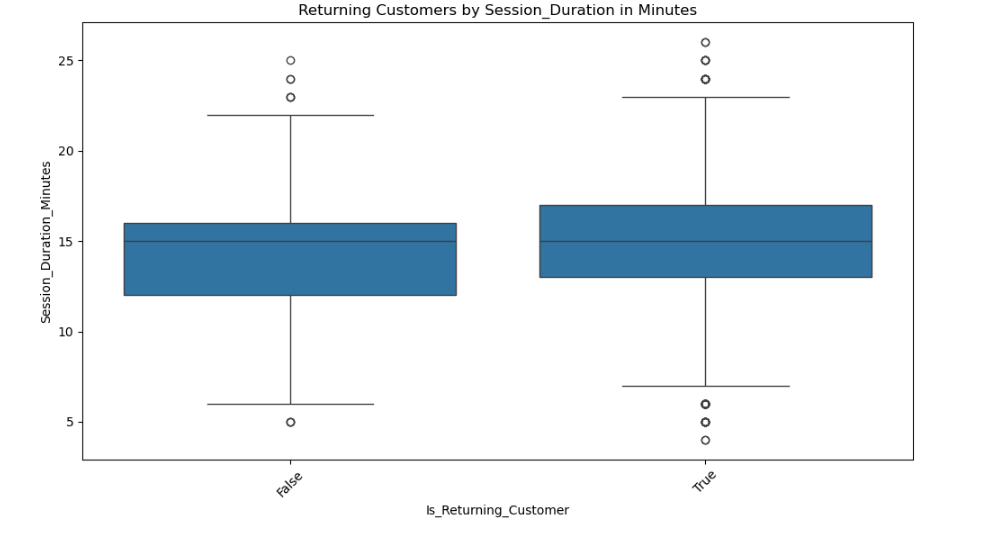 Returning Customers by Session_Duration in Minutes
Session_Duration_Minutes
25
20
15
10
5
False
True
Is_Returning_Customer